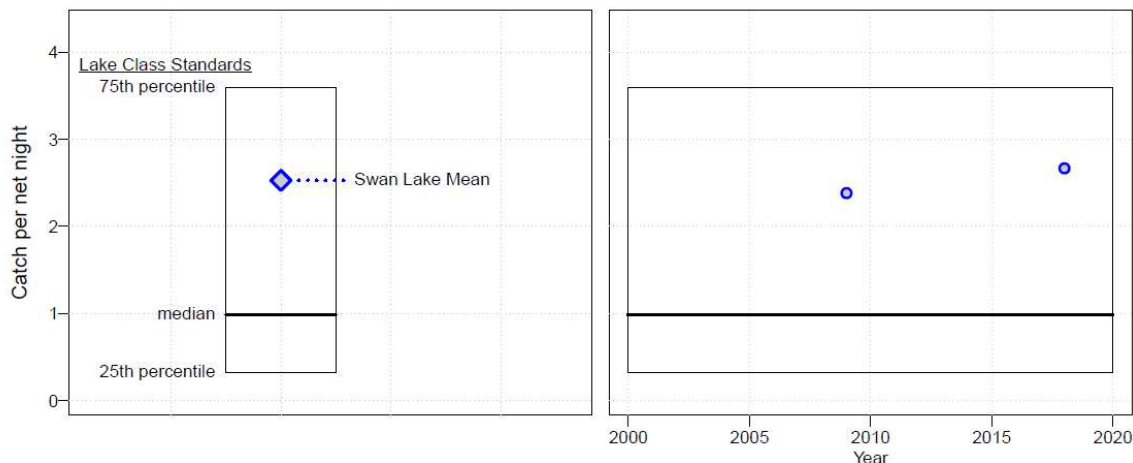 Catch per net night
4
3
2
1
0
Lake Class Standards
75th percentile
Swan Lake Mean
median
25th percentile
2000 2005 2010 2015 2020
Year